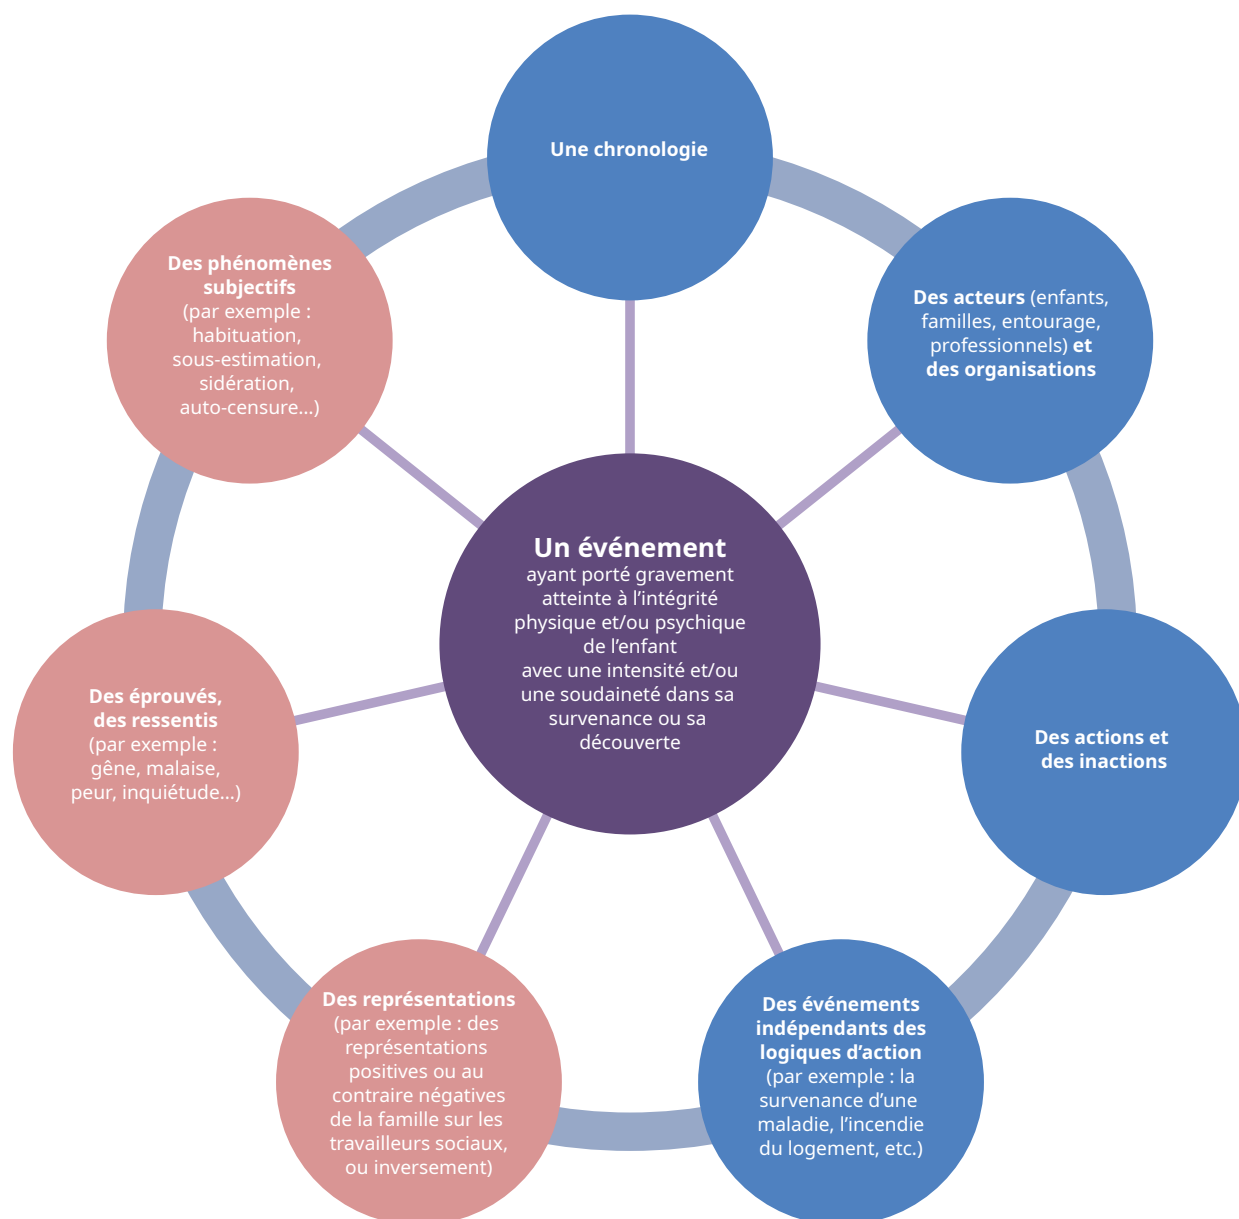 Une chronologie
Des acteurs (enfants,
familles, entourage,
professionnels) et
des organisations
Des actions et
des inactions
Des événements
indépendants des
logiques d’action
(par exemple : la
survenance d’une
maladie, l’incendie
du logement, etc.)
Des représentations
(par exemple : des
représentations
positives ou au
contraire négatives
de la famille sur les
travailleurs sociaux,
ou inversement)
Des éprouvés,
des ressentis
(par exemple :
gêne, malaise,
peur, inquiétude...)
Des phénomènes
subjectifs
(par exemple :
habituation,
sous-estimation,
sidération,
auto-censure...)
Un événement
ayant porté gravement
atteinte à l’intégrité
physique et/ou psychique
de l’enfant
avec une intensité et/ou
une soudaineté dans sa
survenance ou sa
découverte